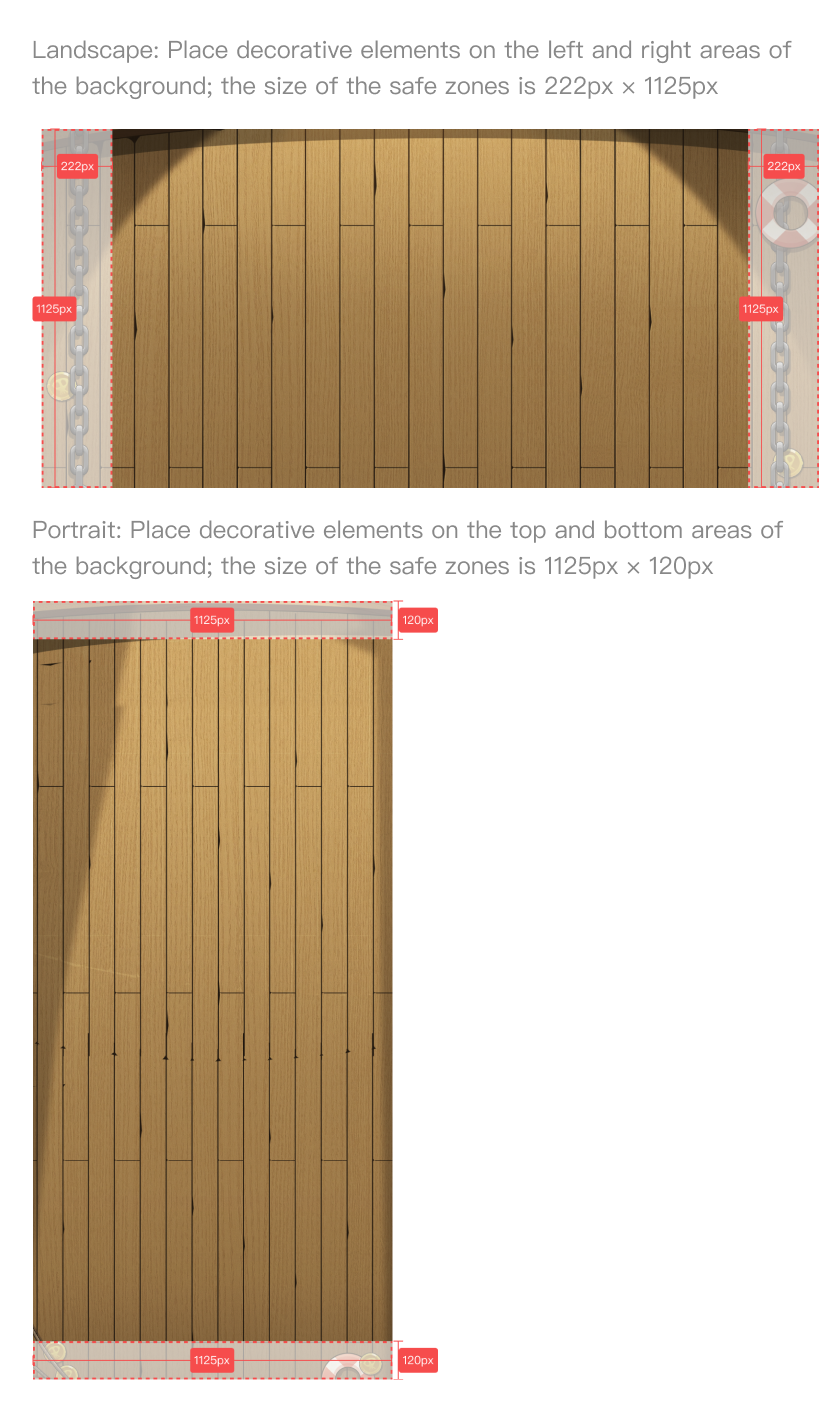 Landscape: Place decorative elements on the left and right areas of
the background; the size of the safe zones is 222px × 1125px
222px
222px
1125px
1125px
Portrait: Place decorative elements on the top and bottom areas of
the background; the size of the safe zones is 1125px × 120px
1125px
120px
1125px
120px